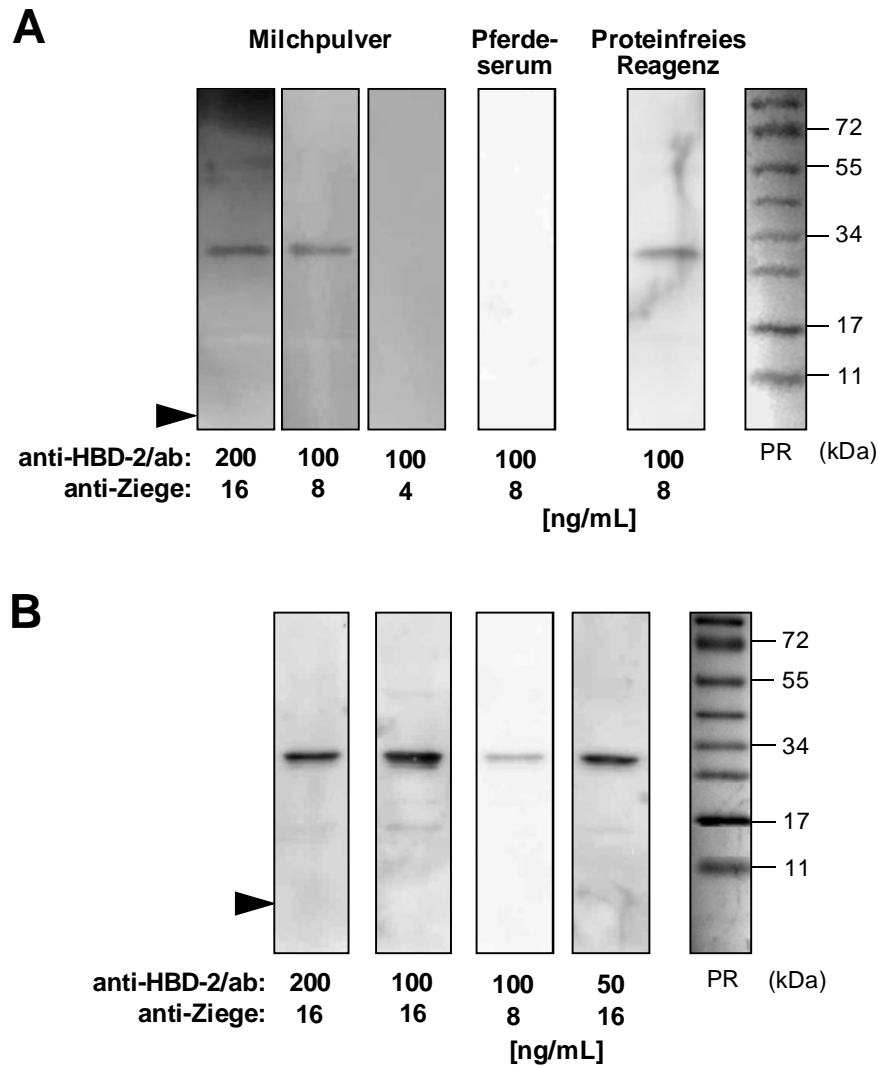 A
Milchpulver
Pferde-
serum
Proteinfreies
Reagenz
72
55
34
17
11
anti-HBD-2/ab: 200 100 100 100 100 PR (kDa)
anti-Ziege: 16 8 4 8 8
[ng/mL]
B
72
55
34
17
11
anti-HBD-2/ab: 200 100 100 50 PR (kDa)
anti-Ziege: 16 16 8 16
[ng/mL]